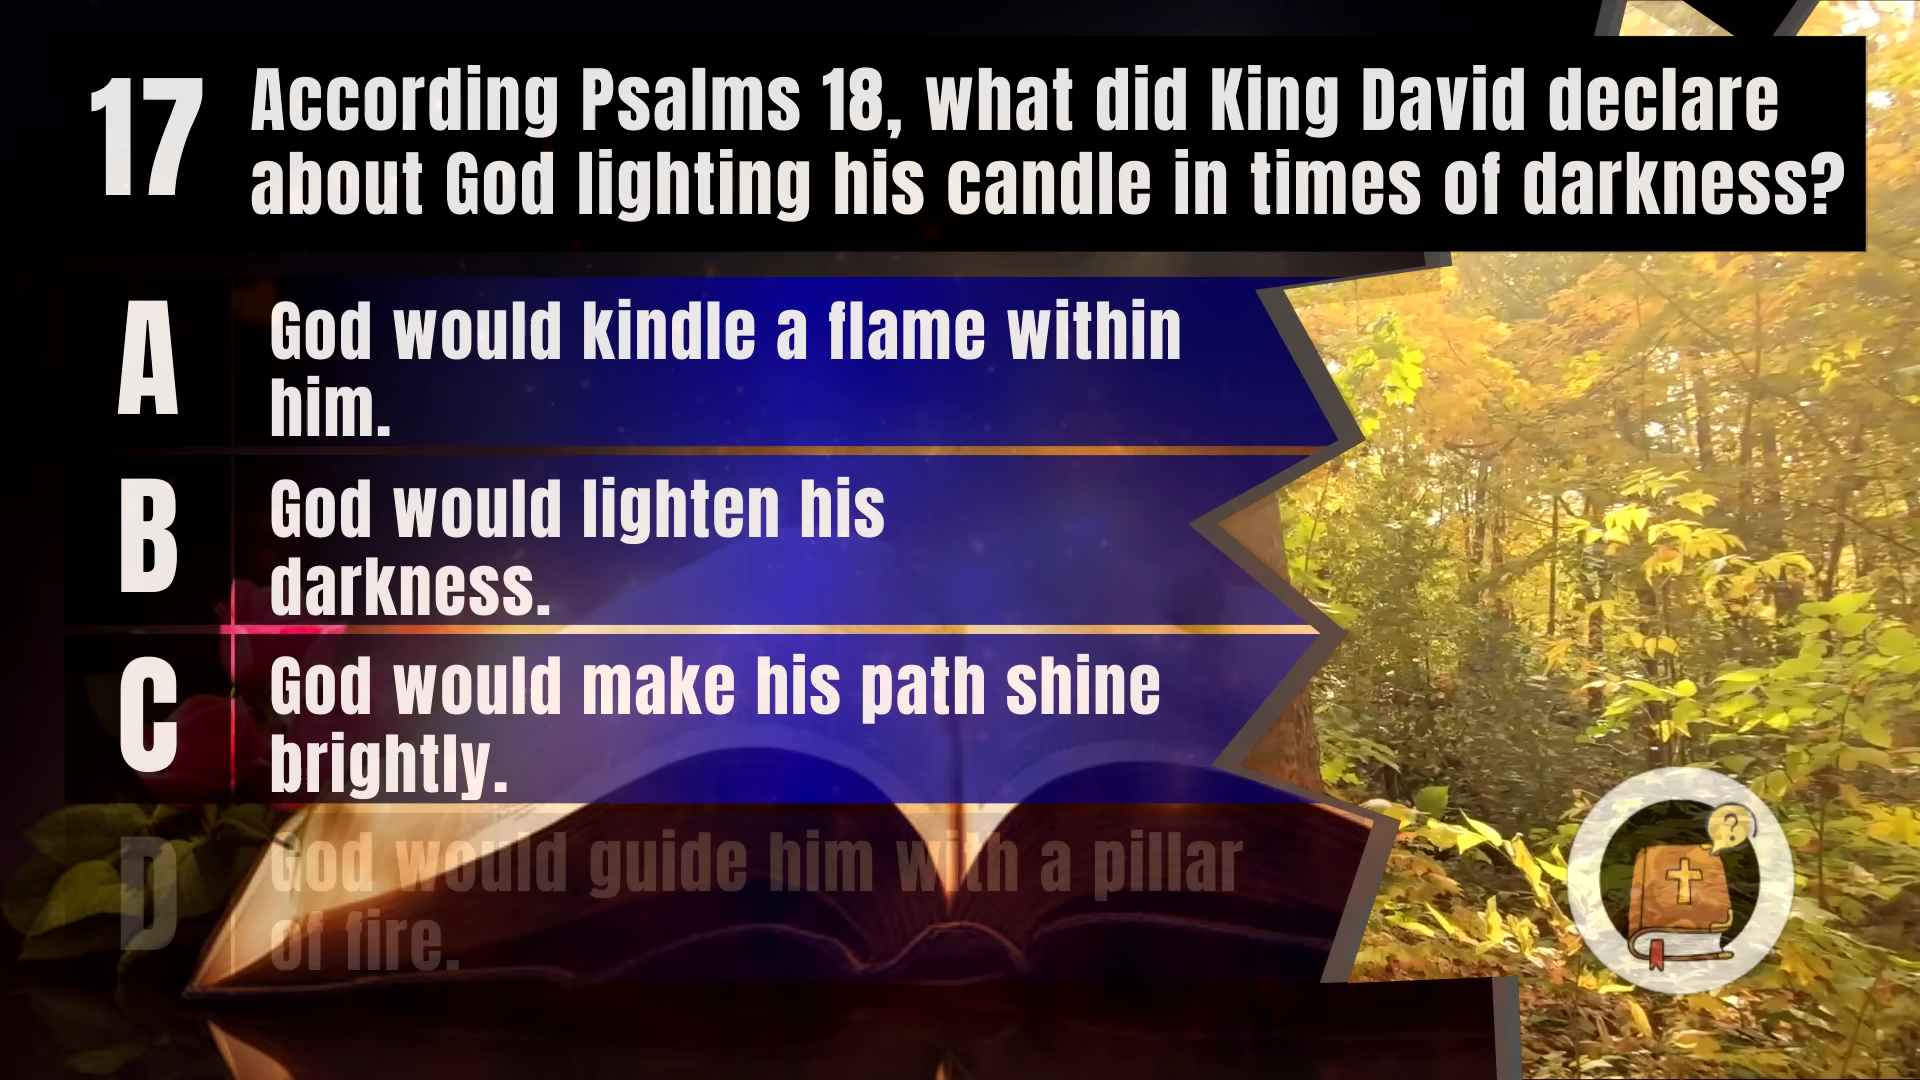 17
According Psalms 18, what did King David declare
about God lighting his candle in times of darkness?
A
God would kindle a flame within
him.
B
God would lighten his
darkness.
C
God would make his path shine
brightly.
D
God would guide him with a pillar
of fire.
?